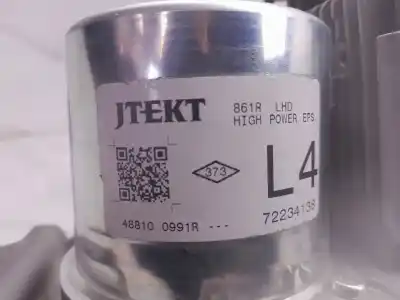 JTEKT
861R LHD
HIGH POWER EPS
373
L4
48810 0991R ---
72234138